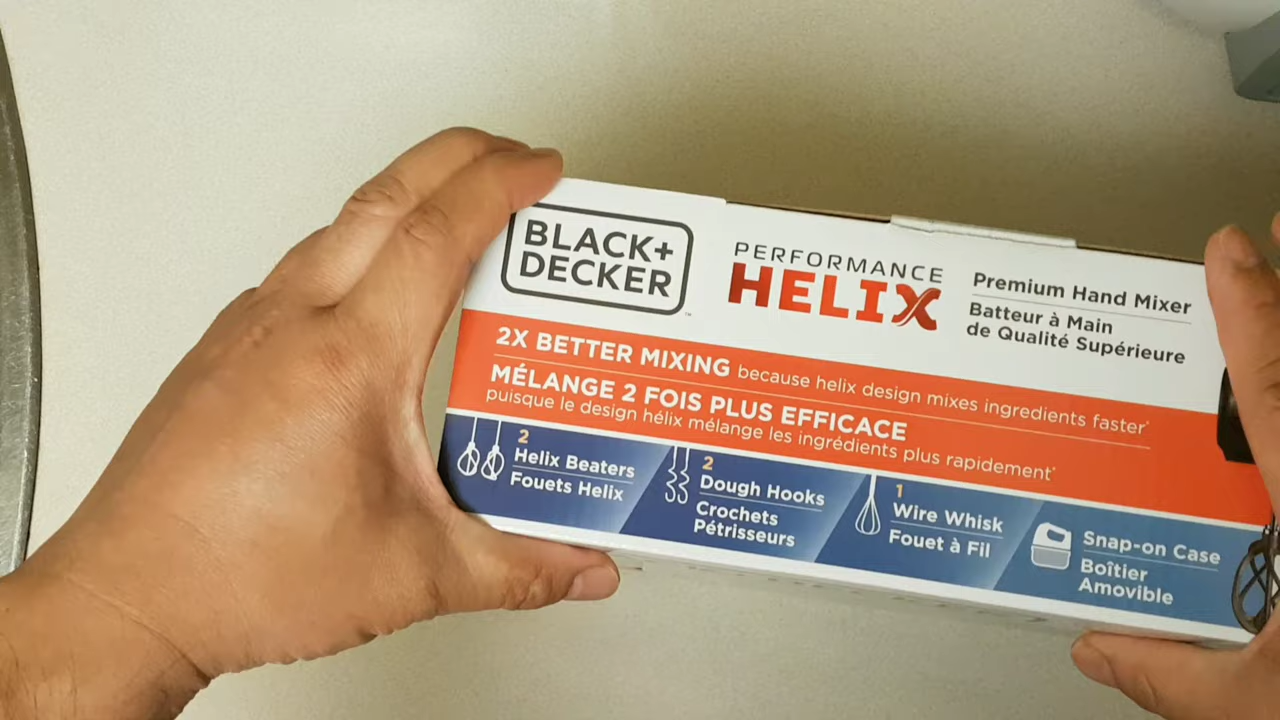 BLACK+
DECKER™
PERFORMANCE
HELIX
Premium Hand Mixer
Batteur à Main
de Qualité Supérieure
2X BETTER MIXING because helix design mixes ingredients faster*
MÉLANGE 2 FOIS PLUS EFFICACE
puisque le design hélix mélange les ingrédients plus rapidement*
2
Helix Beaters
Fouets Helix
2
Dough Hooks
Crochets
Pétrisseurs
1
Wire Whisk
Fouet à Fil
Snap-on Case
Boîtier
Amovible